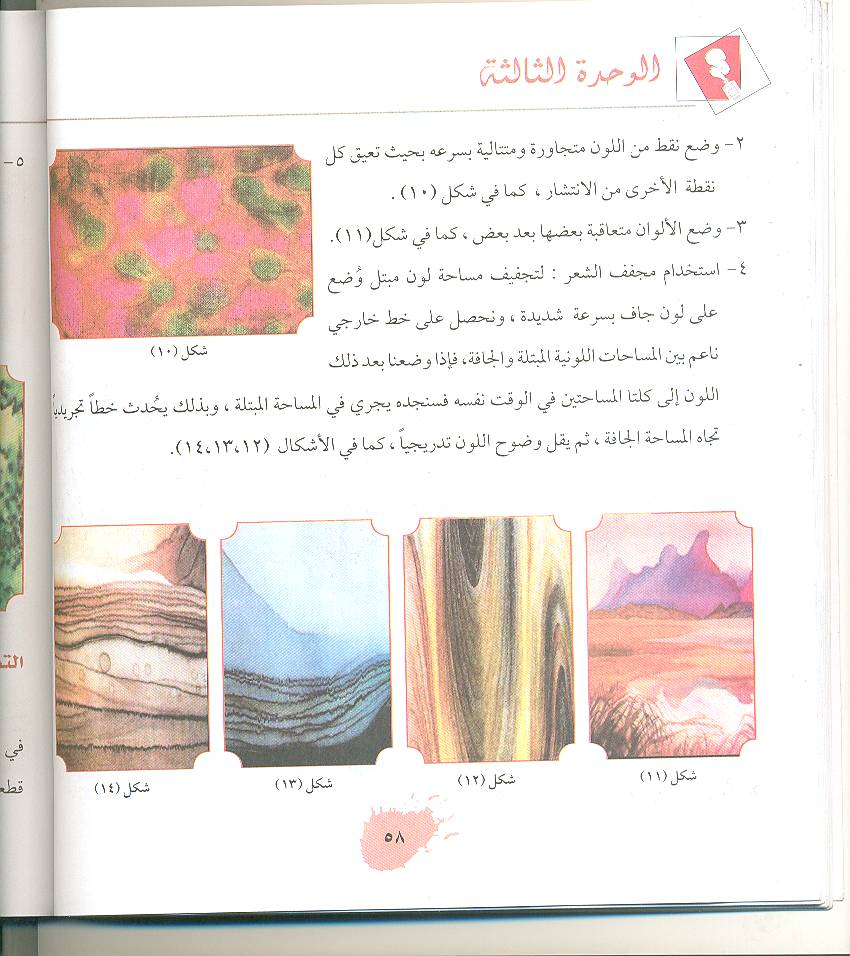 الوحدة الثالثة
٢- وضع نقط من اللون متجاورة ومتتالية بسرعه بحيث تعيق كل
نقطة الأخرى من الانتشار ، كما في شكل (١٠) .
٣- وضع الألوان متعاقبة بعضها بعد بعض ، كما في شكل(١١).
٤- استخدام مجفف الشعر : لتجفيف مساحة لون مبتل وُضع
على لون جاف بسرعة شديدة ، ونحصل على خط خارجي
ناعم بين المساحات اللونية المبتلة والجافة، فإذا وضعنا بعد ذلك
اللون إلى كلتا المساحتين في الوقت نفسه فسنجده يجري في المساحة المبتلة ، وبذلك يحُدث خطاً تجريدياً
تجاه المساحة الجافة ، ثم يقل وضوح اللون تدريجياً ، كما في الأشكال (١٤،١٣،١٢).
شكل (١٠)
شكل (١١)
شكل (١٢)
شكل (١٣)
شكل (١٤)
٥٨
٥-
في